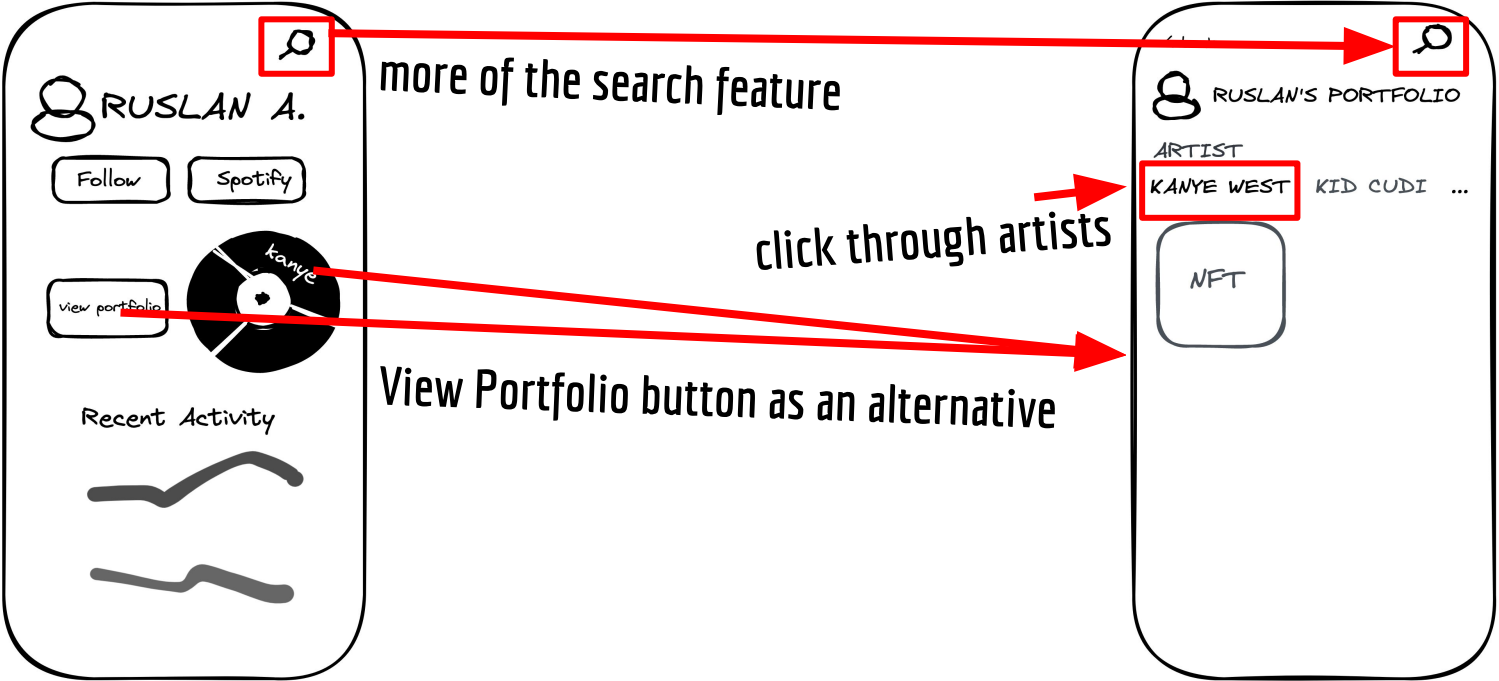 more of the search feature
RUSLAN A.
Follow
Spotify
kanye
view portfolio
Recent Activity
View Portfolio button as an alternative
click through artists
RUSLAN'S PORTFOLIO
ARTIST
KANYE WEST KID CUDI ...
NFT